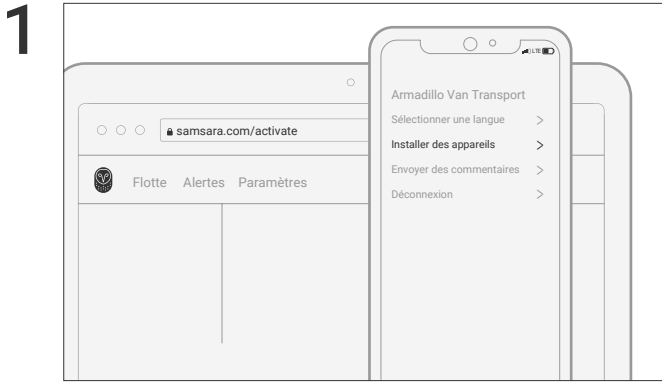 1
samsara.com/activate
Flotte Alertes Paramètres
LTE
Armadillo Van Transport
Sélectionner une langue
Installer des appareils
Envoyer des commentaires
Déconnexion